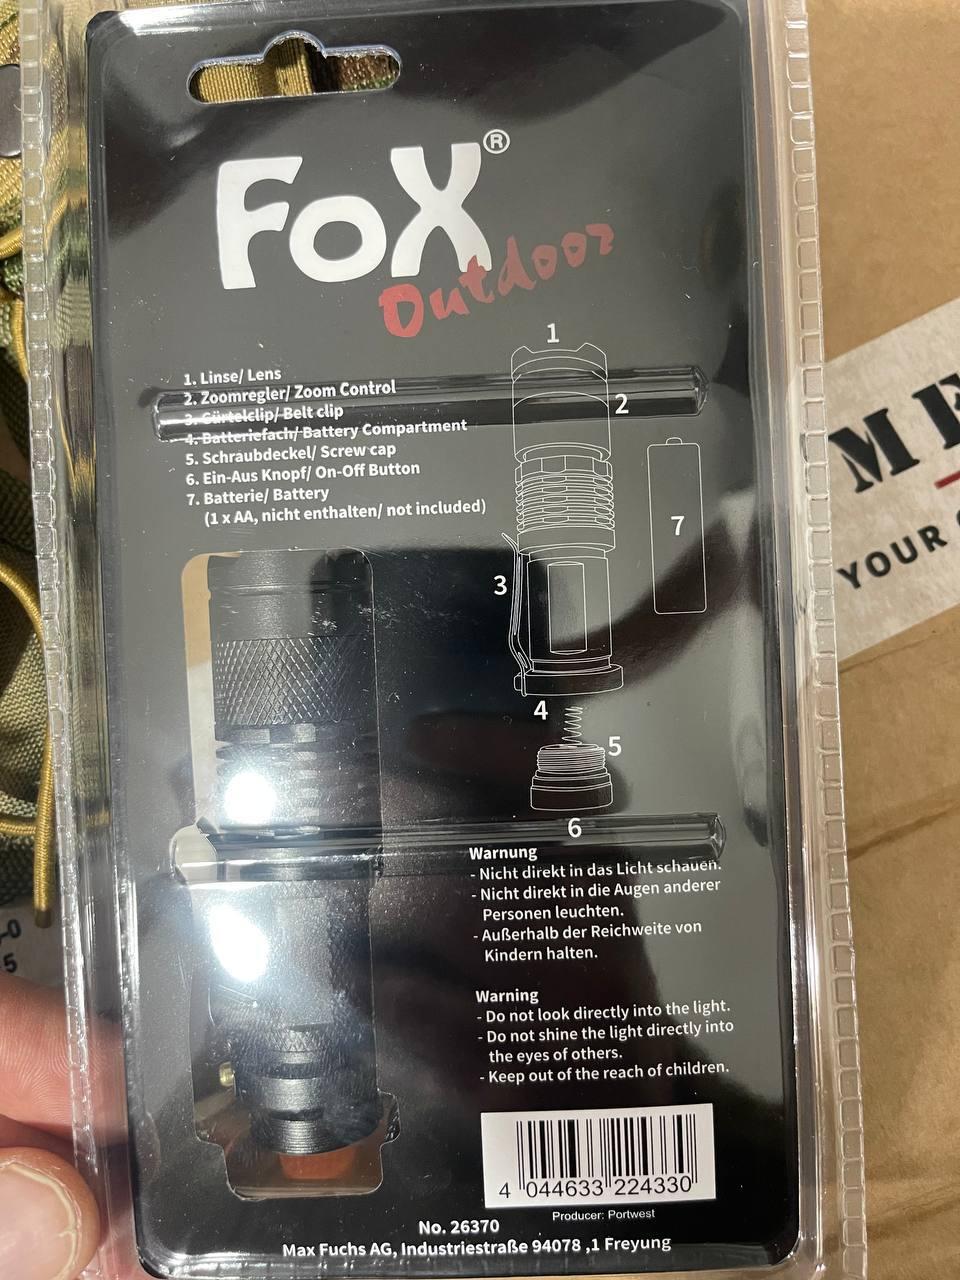 FoX®
Outdoor
1. Linse/ Lens
2. Zoomregler/ Zoom Control
3. Gürtelclip/ Belt clip
4. Batteriefach/ Battery Compartment
5. Schraubdeckel/ Screw cap
6. Ein-Aus Knopf/ On-Off Button
7. Batterie/ Battery
(1 x AA, nicht enthalten/ not included)
1
2
7
3
4
5
6
Warnung
- Nicht direkt in das Licht schauen.
- Nicht direkt in die Augen anderer
Personen leuchten.
- Außerhalb der Reichweite von
Kindern halten.
Warning
- Do not look directly into the light.
- Do not shine the light directly into
the eyes of others.
- Keep out of the reach of children.
4 044633 224330
Producer: Portwest
No. 26370
Max Fuchs AG, Industriestraße 94078 ,1 Freyung
ME
YOUR
-0
5